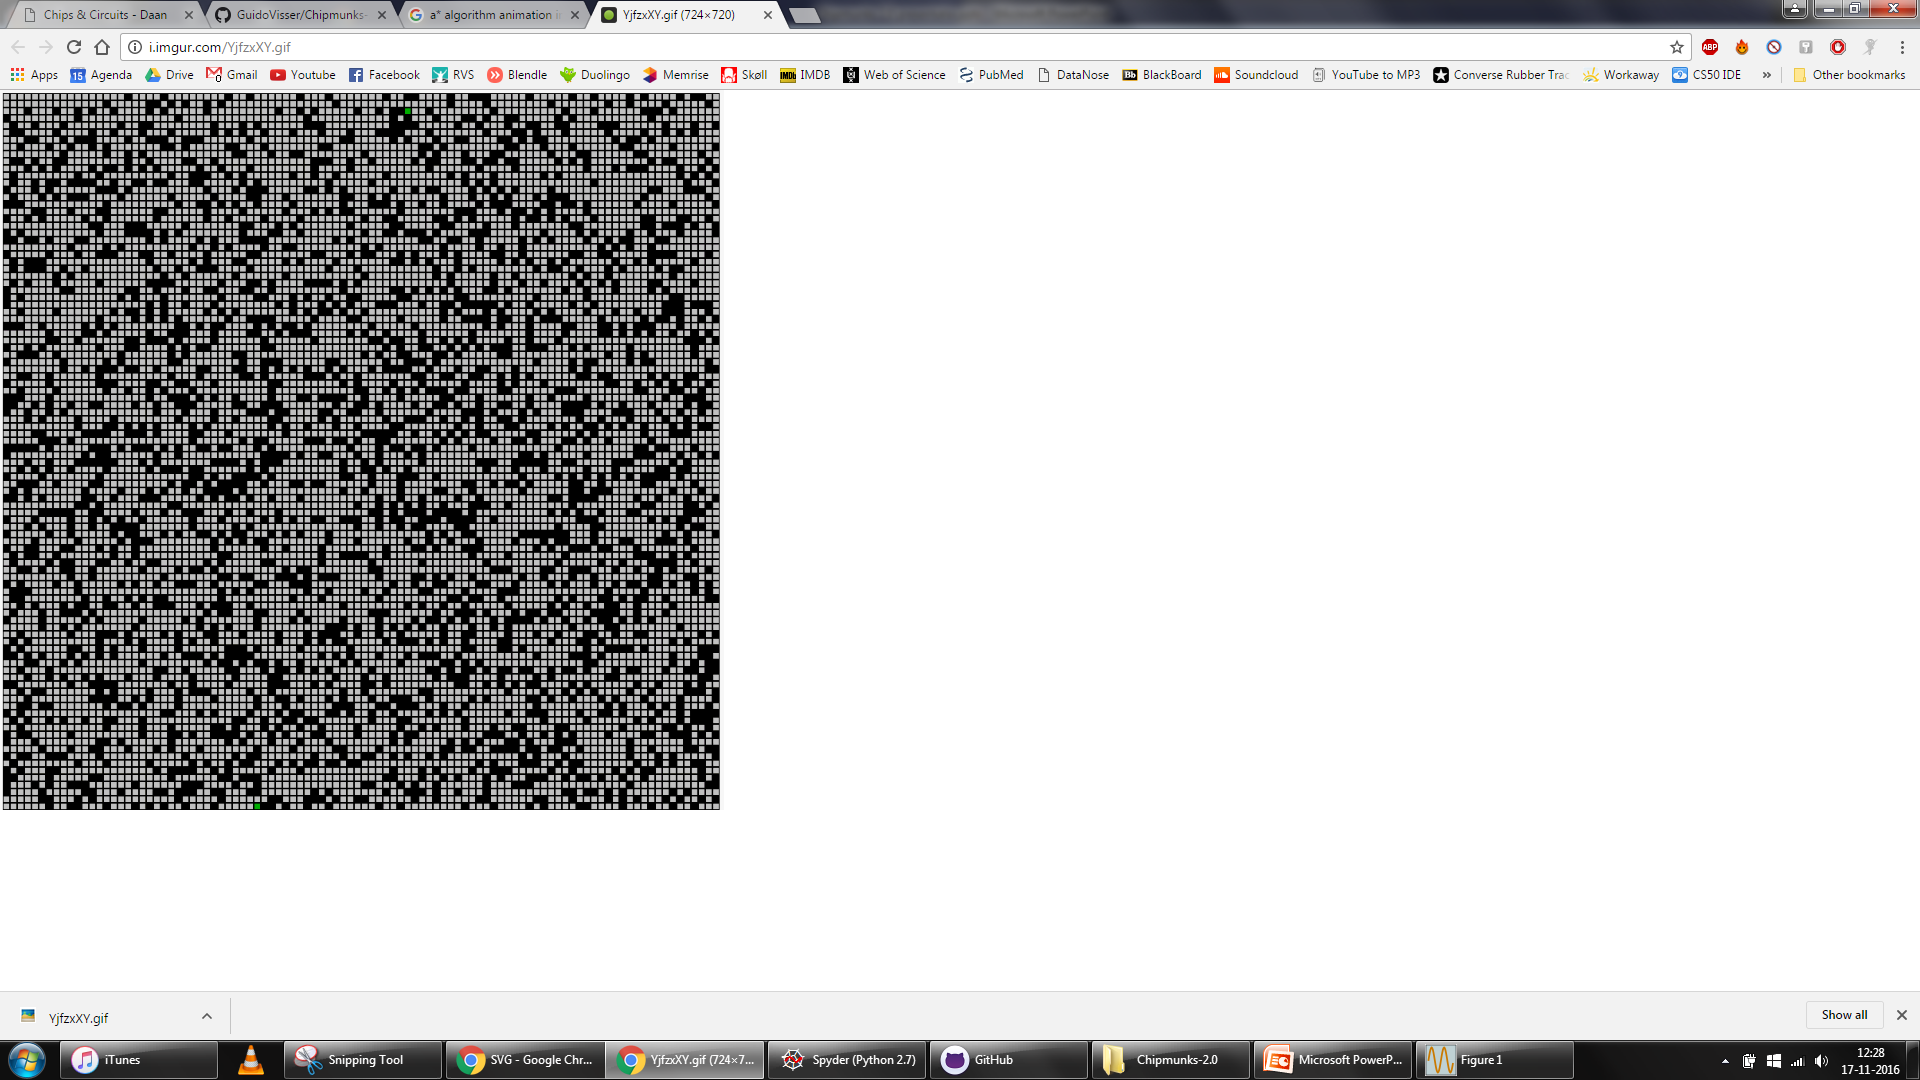 Chips & Circuits - Daan
GuidoVisser/Chipmunks-
a* algorithm animation
YjfzxXY.gif (724×720)
i.imgur.com/YjfzxXY.gif
ABP
Apps
15
Agenda
Drive
Gmail
Youtube
Facebook
RVS
Blendle
Duolingo
Memrise
Skøll
IMDb
IMDB
Web of Science
PubMed
DataNose
Bb
BlackBoard
Soundcloud
YouTube to MP3
Converse Rubber Trac
Workaway
CS50 IDE
»
Other bookmarks
YjfzxXY.gif
Show all
iTunes
Snipping Tool
SVG - Google Chr...
YjfzxXY.gif (724×7...
Spyder (Python 2.7)
GitHub
Chipmunks-2.0
Microsoft PowerP...
Figure 1
12:28
17-11-2016